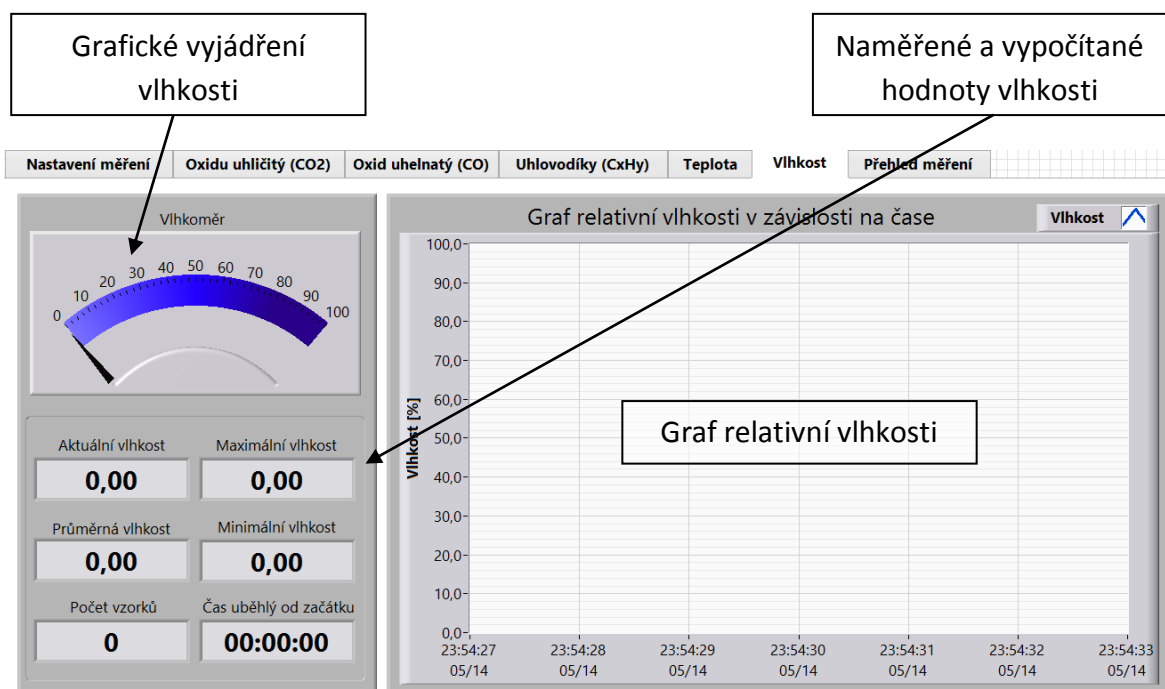 Grafické vyjádření
vlhkosti
Naměřené a vypočítané
hodnoty vlhkosti
Nastavení měření
Oxidu uhličitý (CO2)
Oxid uhelnatý (CO)
Uhlovodíky (CxHy)
Teplota
Vlhkost
Přehled měření
Vlhkoměr
0
10
20
30
40
50
60
70
80
90
100
Aktuální vlhkost
Maximální vlhkost
0,00
0,00
Průměrná vlhkost
Minimální vlhkost
0,00
0,00
Počet vzorků
Čas uběhlý od začátku
0
00:00:00
Graf relativní vlhkosti v závislosti na čase
Vlhkost
Vlhkost [%]
100,0
90,0
80,0
70,0
60,0
50,0
40,0
30,0
20,0
10,0
0,0
Graf relativní vlhkosti
23:54:27
05/14
23:54:28
05/14
23:54:29
05/14
23:54:30
05/14
23:54:31
05/14
23:54:32
05/14
23:54:33
05/14